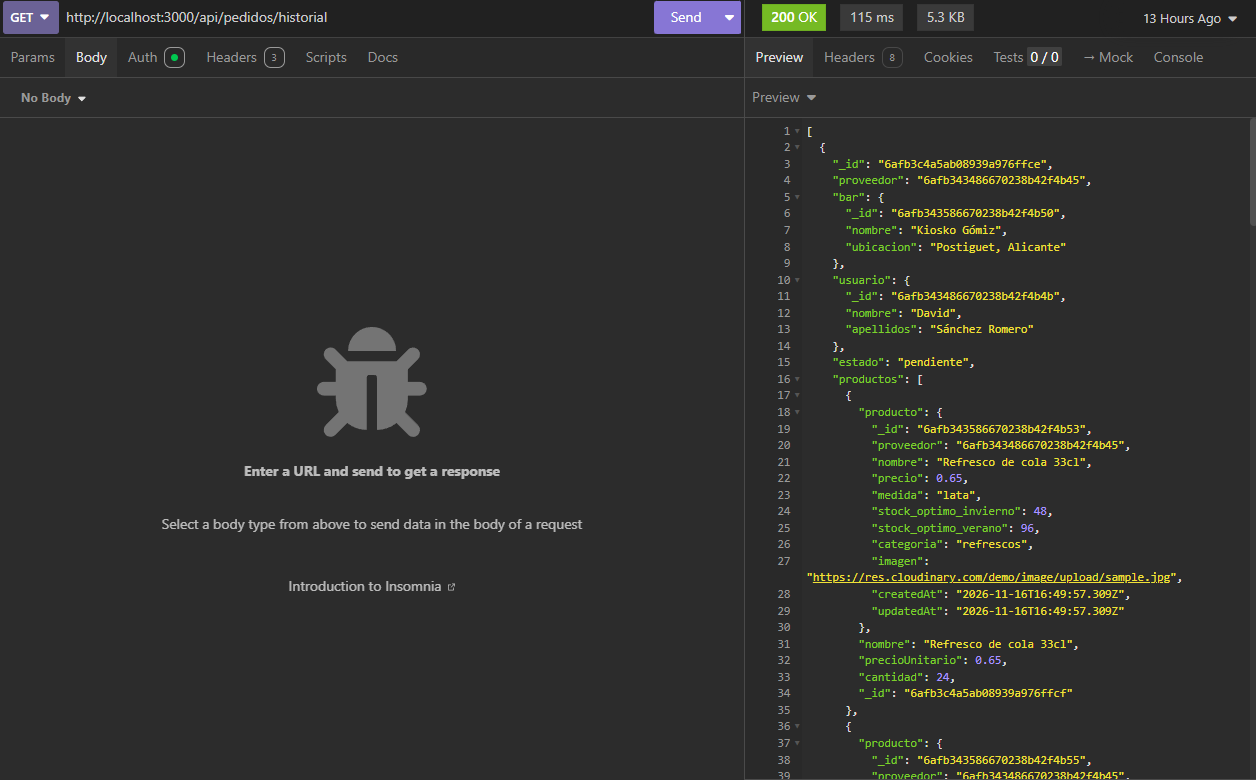 GET http://localhost:3000/api/pedidos/historial Send 200 OK 115 ms 5.3 KB 13 Hours Ago
Params Body Auth Headers 3 Scripts Docs
Preview Headers 8 Cookies Tests 0 / 0 → Mock Console
No Body
Preview
Enter a URL and send to get a response
Select a body type from above to send data in the body of a request
Introduction to Insomnia
1 [
2 {
3 "_id": "6afb3c4a5ab08939a976ffce",
4 "proveedor": "6afb343486670238b42f4b45",
5 "bar": {
6 "_id": "6afb343586670238b42f4b50",
7 "nombre": "Kiosko Gómiz",
8 "ubicacion": "Postiguet, Alicante"
9 },
10 "usuario": {
11 "_id": "6afb343486670238b42f4b4b",
12 "nombre": "David",
13 "apellidos": "Sánchez Romero"
14 },
15 "estado": "pendiente",
16 "productos": [
17 {
18 "producto": {
19 "_id": "6afb343586670238b42f4b53",
20 "proveedor": "6afb343486670238b42f4b45",
21 "nombre": "Refresco de cola 33cl",
22 "precio": 0.65,
23 "medida": "lata",
24 "stock_optimo_invierno": 48,
25 "stock_optimo_verano": 96,
26 "categoria": "refrescos",
27 "imagen":
"https://res.cloudinary.com/demo/image/upload/sample.jpg",
28 "createdAt": "2026-11-16T16:49:57.309Z",
29 "updatedAt": "2026-11-16T16:49:57.309Z"
30 },
31 "nombre": "Refresco de cola 33cl",
32 "precioUnitario": 0.65,
33 "cantidad": 24,
34 "_id": "6afb3c4a5ab08939a976ffcf"
35 },
36 {
37 "producto": {
38 "_id": "6afb343586670238b42f4b55",
39 "proveedor": "6afb343486670238b42f4b45",